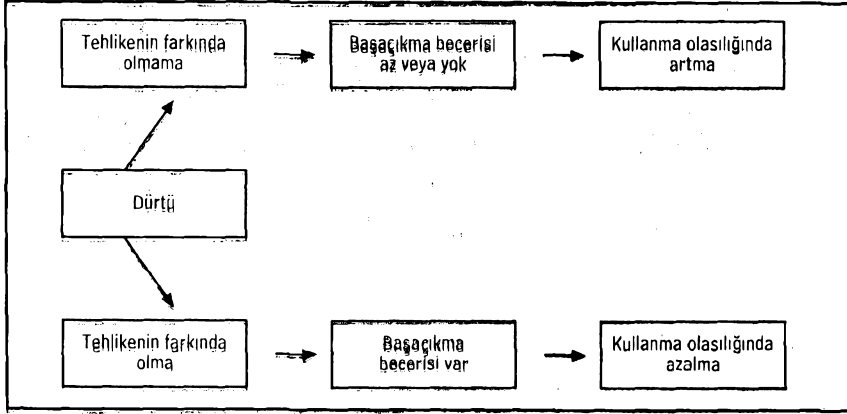 Tehlikenin farkında
olmama
Başaçıkma becerisi
az veya yok
Kullanma olasılığında
artma
Dürtü
Tehlikenin farkında
olma
Başaçıkma
becerisi var
Kullanma olasılığında
azalma